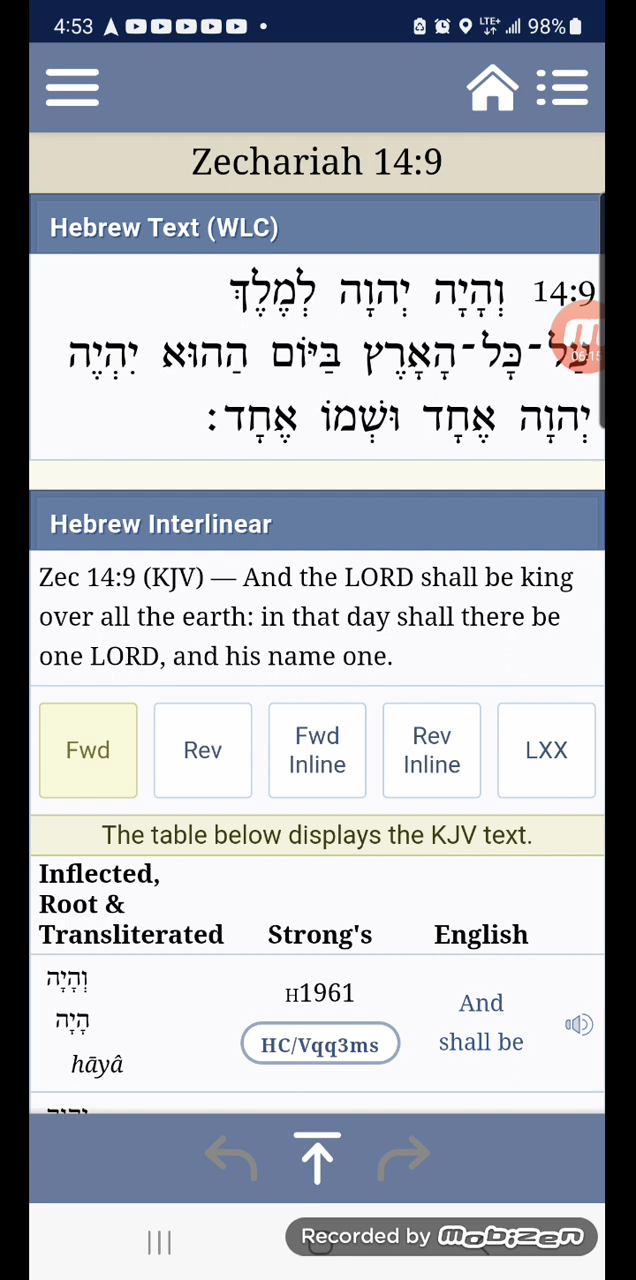 4:53 LTE+ 98%
Zechariah 14:9
Hebrew Text (WLC)
14:9 וְהָיָה יְהוָה לְמֶלֶךְ
עַל־כָּל־הָאָרֶץ בַּיּוֹם הַהוּא יִהְיֶה
יְהוָה אֶחָד וּשְׁמוֹ אֶחָד׃
06:15
Hebrew Interlinear
Zec 14:9 (KJV) — And the LORD shall be king
over all the earth: in that day shall there be
one LORD, and his name one.
Fwd
Rev
Fwd
Inline
Rev
Inline
LXX
The table below displays the KJV text.
Inflected,
Root &
Transliterated
Strong's
English
וְהָיָה
הָיָה
hāyâ
H1961
HC/Vqq3ms
And
shall be
Recorded by mobizen